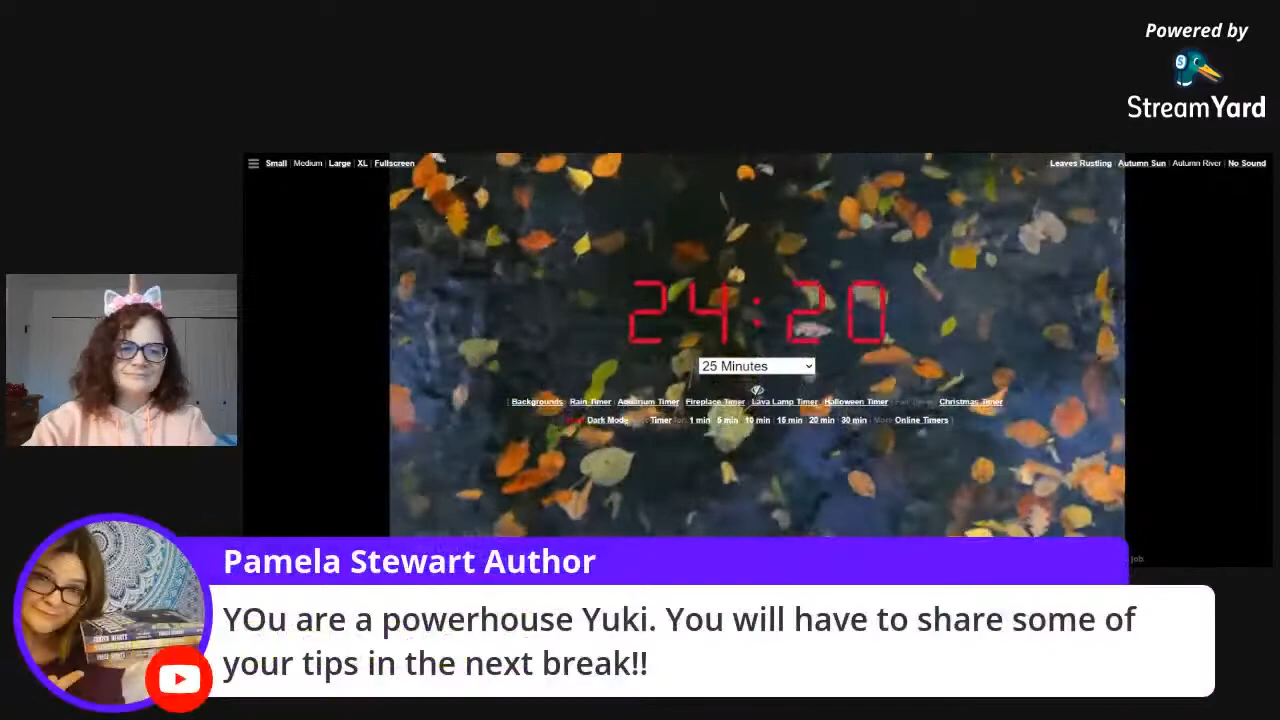 Powered by
StreamYard
Small | Medium | Large | XL | Fullscreen
Leaves Rustling | Autumn Sun | Autumn River | No Sound
24:20
25 Minutes
| Backgrounds | Rain Timer | Aquarium Timer | Fireplace Timer | Lava Lamp Timer | Halloween Timer | Christmas Timer
Dark Mode Timer for: 1 min 5 min 10 min 15 min 20 min 30 min | More Online Timers |
job
Pamela Stewart Author
YOu are a powerhouse Yuki. You will have to share some of
your tips in the next break!!